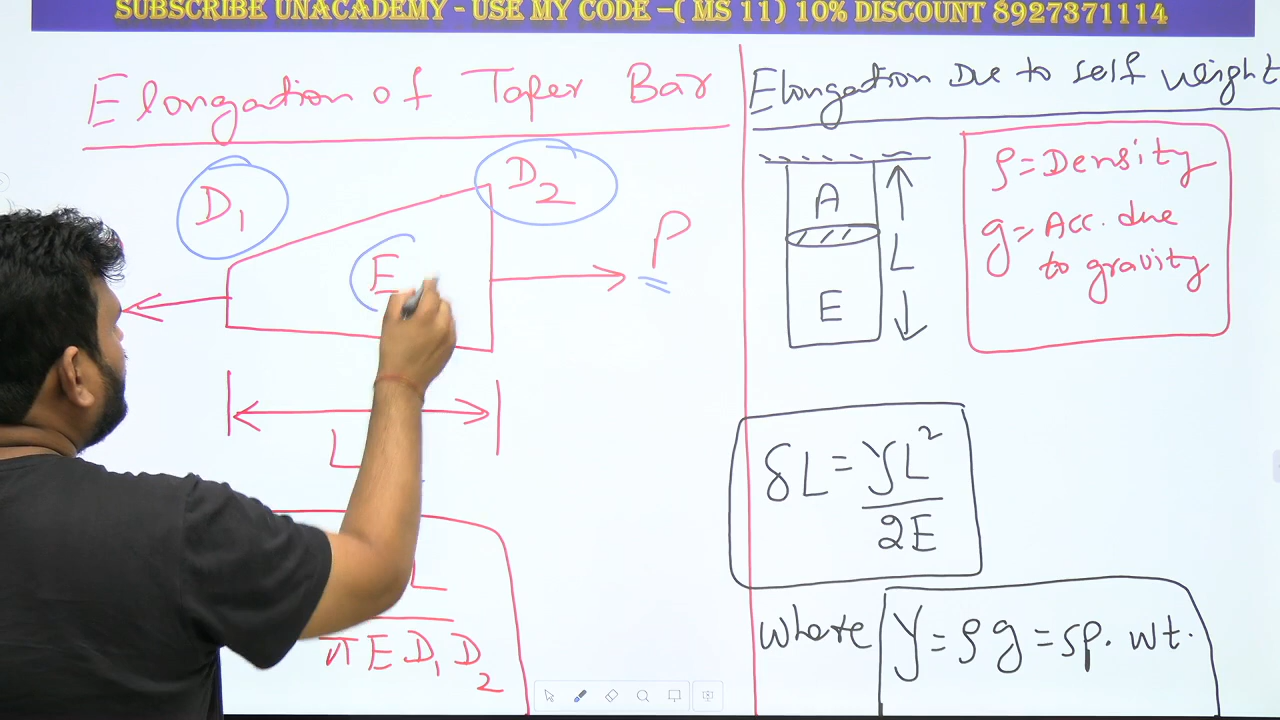 SUBSCRIBE UNACADEMY - USE MY CODE –( MS 11) 10% DISCOUNT 8927371114
Elongation of Taper Bar
D1
D2
E
P
L
L
πED1D2
Elongation Due to self weight
A
L
E
ρ = Density
g = Acc. due
to gravity
δL = γL²
2E
where γ = ρg = sp. wt.